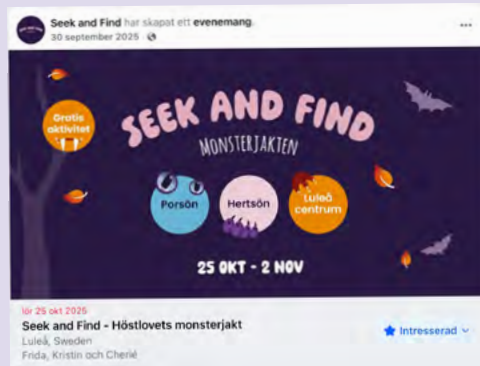 Seek and Find har skapat ett evenemang.
30 september 2025 ·
Gratis
aktivitet
SEEK AND FIND
MONSTERJAKTEN
Porsön
Hertsön
Luleå
centrum
25 OKT - 2 NOV
lör 25 okt 2025
Seek and Find - Höstlovets monsterjakt
Intresserad
Luleå, Sweden
Frida, Kristin och Cherié